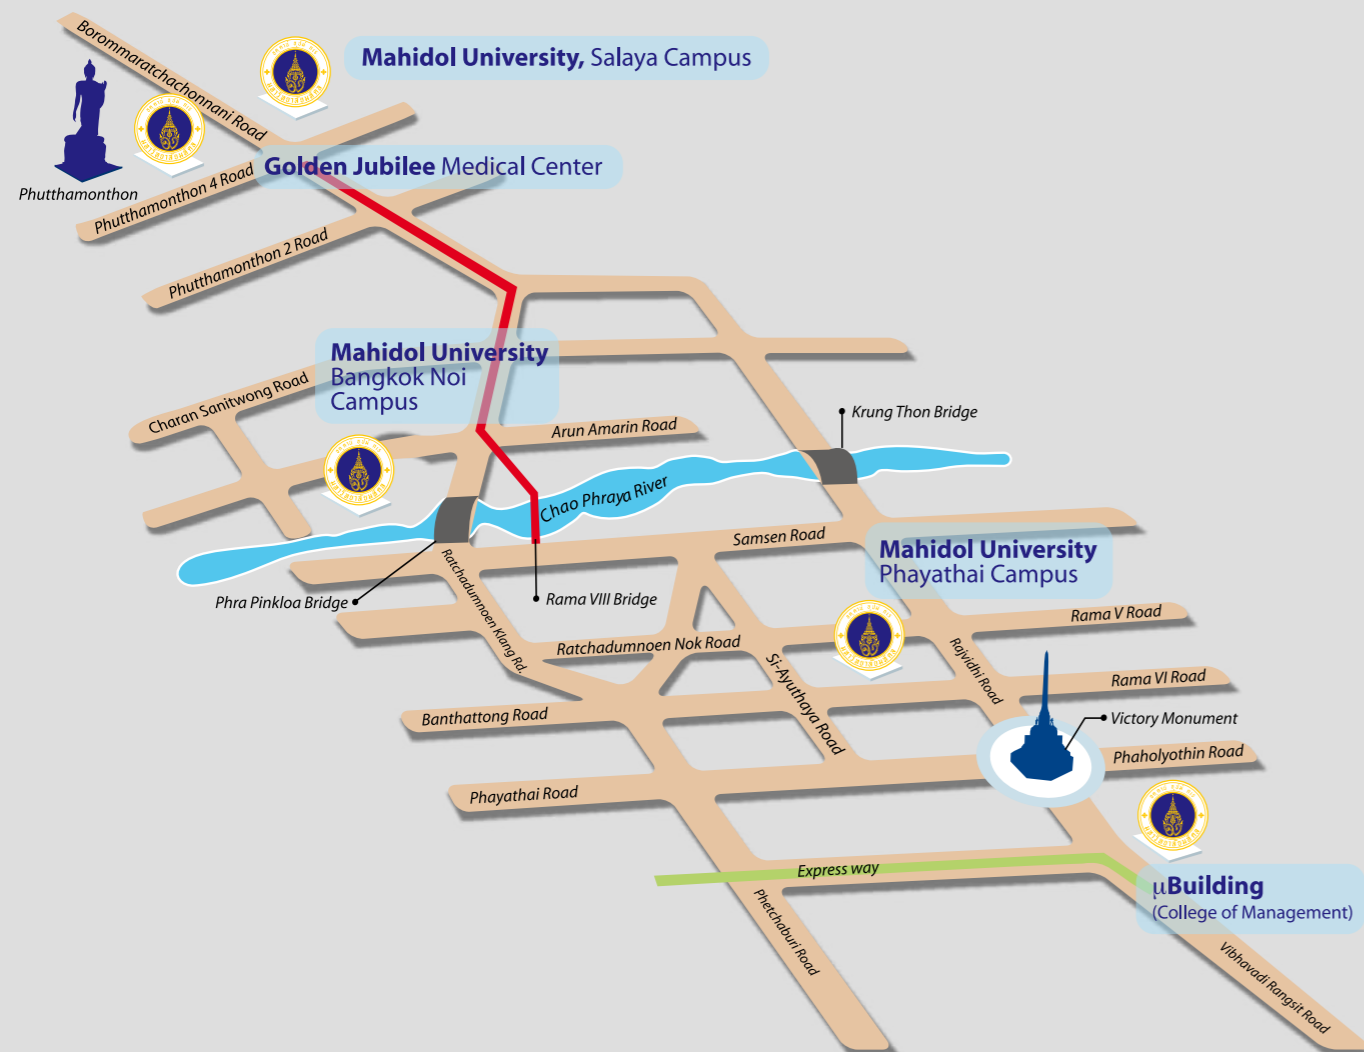 Borommaratchachonnani Road
Mahidol University, Salaya Campus
Phutthamonthon
Phutthamonthon 4 Road
Golden Jubilee Medical Center
Phutthamonthon 2 Road
Mahidol University
Bangkok Noi
Campus
Charan Sanitwong Road
Arun Amarin Road
Krung Thon Bridge
Chao Phraya River
Samsen Road
Mahidol University
Phayathai Campus
Phra Pinkloa Bridge
Ratchadumnoen Klang Rd.
Rama VIII Bridge
Rama V Road
Ratchadumnoen Nok Road
Si-Ayuthaya Road
Rajvidhi Road
Rama VI Road
Banthattong Road
Victory Monument
Phaholyothin Road
Phayathai Road
Express way
µBuilding
(College of Management)
Phetchaburi Road
Vibhavadi Rangsit Road